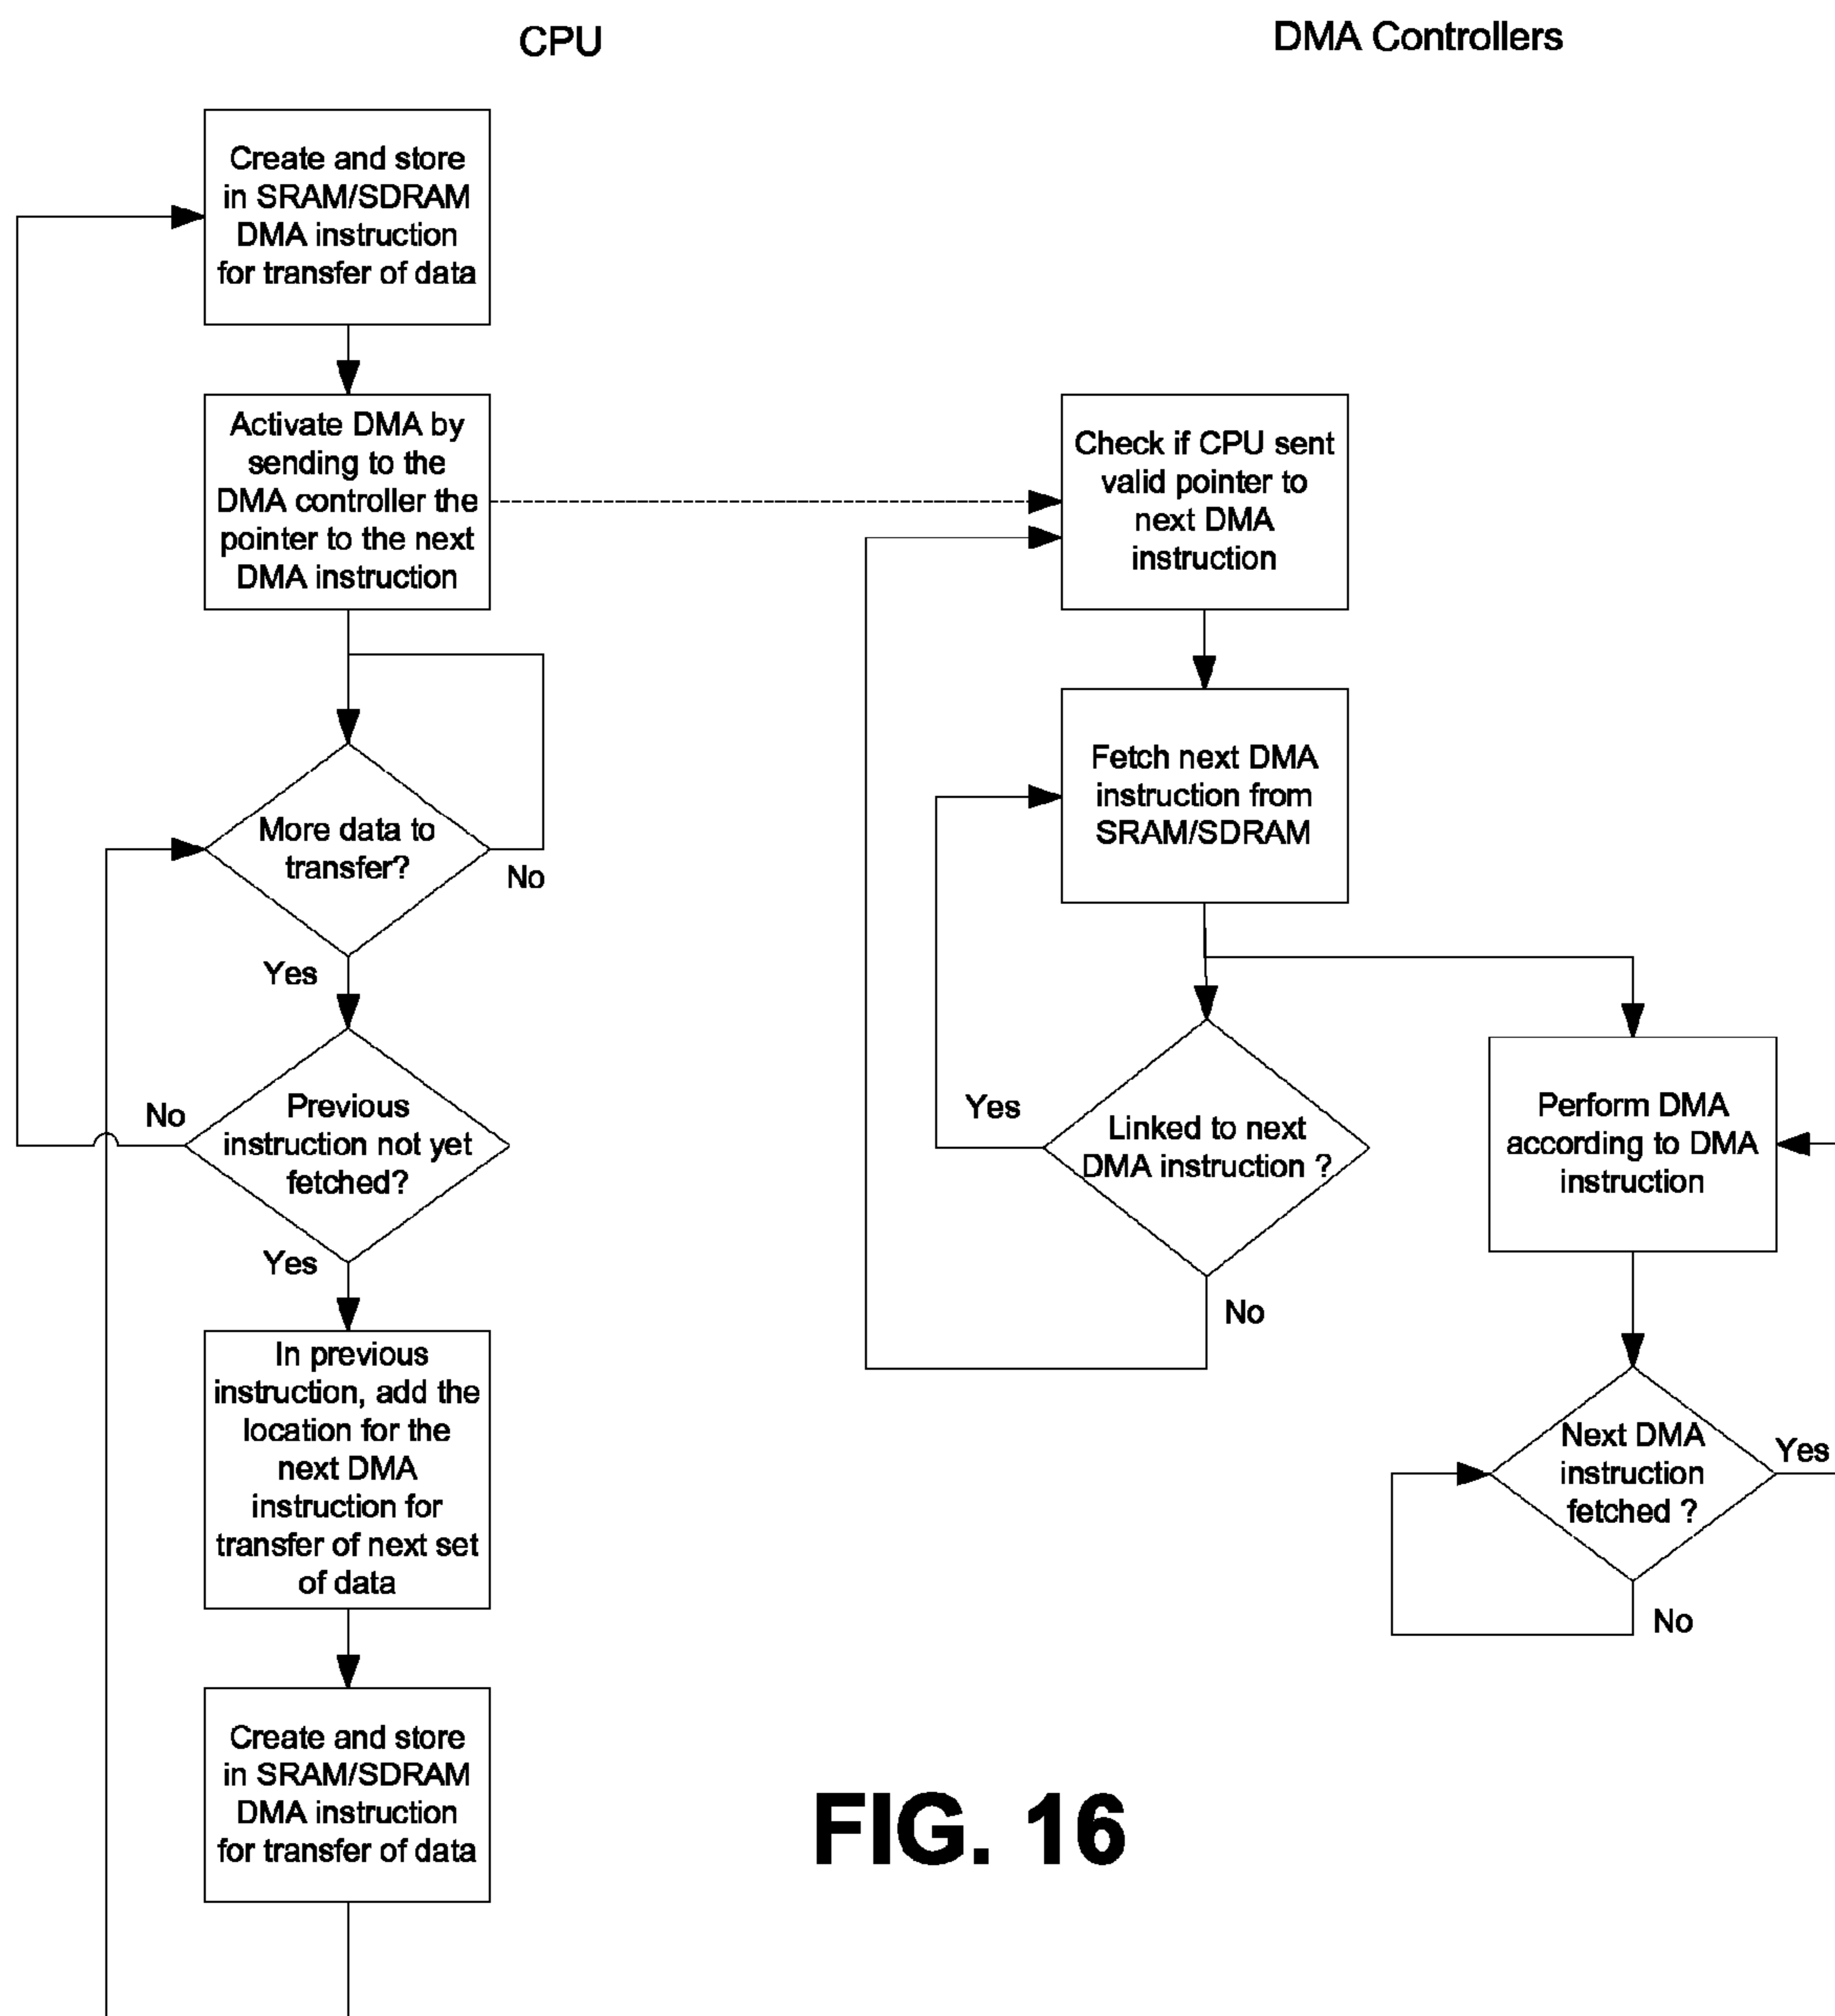 CPU
DMA Controllers
Create and store
in SRAM/SDRAM
DMA instruction
for transfer of data
Activate DMA by
sending to the
DMA controller the
pointer to the next
DMA instruction
More data to
transfer?
No
Yes
Previous
instruction not yet
fetched?
No
Yes
In previous
instruction, add the
location for the
next DMA
instruction for
transfer of next set
of data
Create and store
in SRAM/SDRAM
DMA instruction
for transfer of data
Check if CPU sent
valid pointer to
next DMA
instruction
Fetch next DMA
instruction from
SRAM/SDRAM
Linked to next
DMA instruction ?
Yes
No
Perform DMA
according to DMA
instruction
Next DMA
instruction
fetched ?
Yes
No
FIG. 16